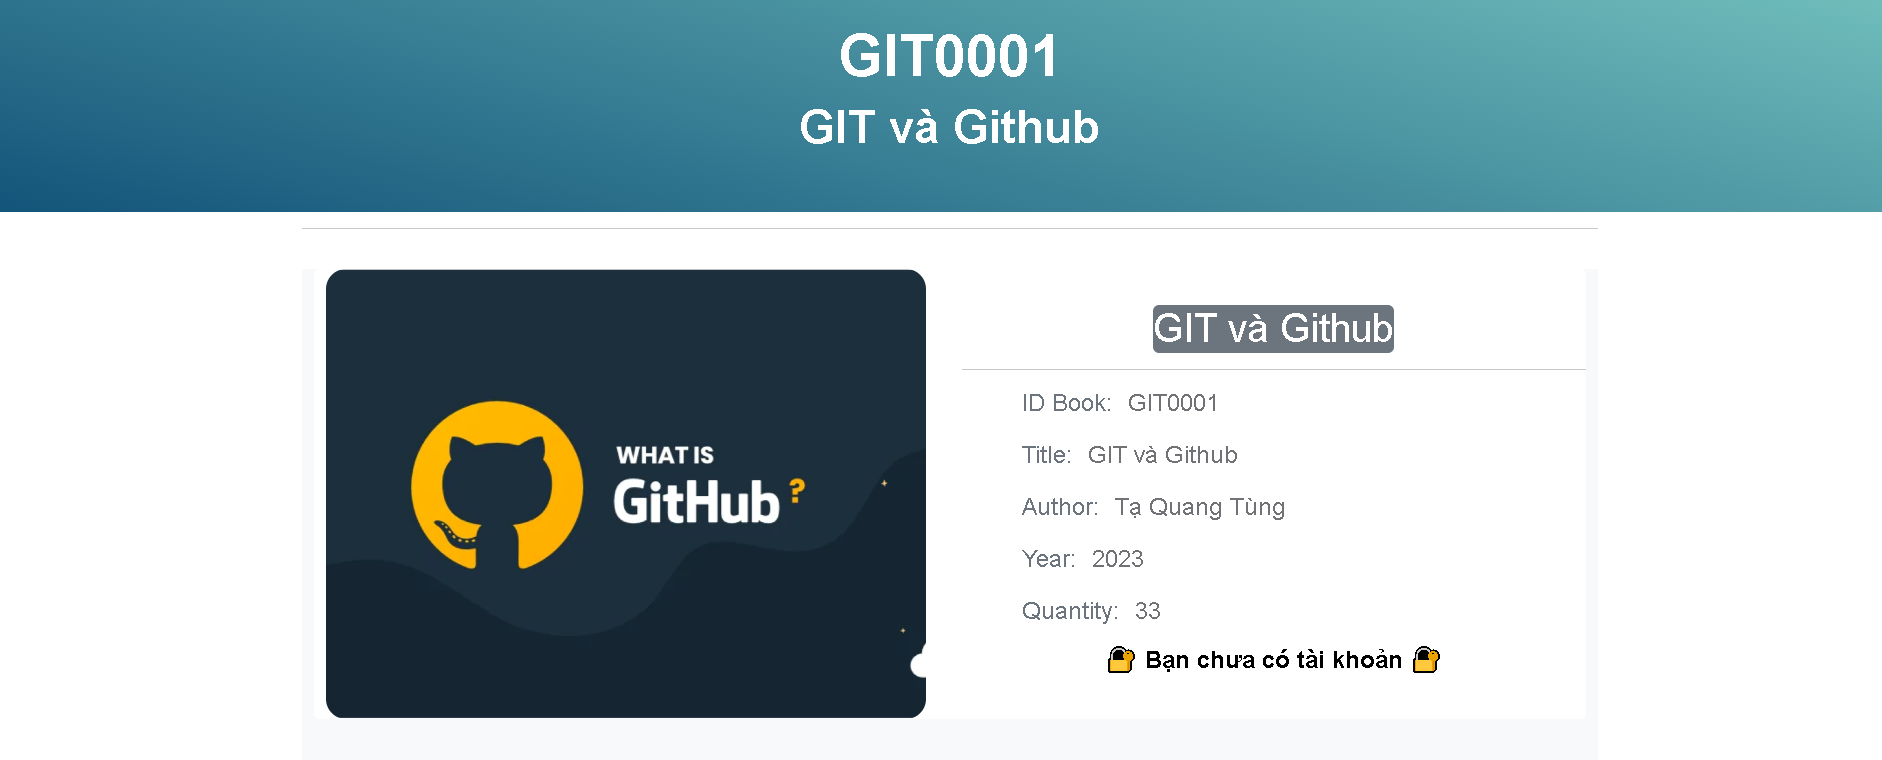 GIT0001
GIT và Github
WHAT IS
GitHub ?
GIT và Github
ID Book: GIT0001
Title: GIT và Github
Author: Tạ Quang Tùng
Year: 2023
Quantity: 33
🔐 Bạn chưa có tài khoản 🔐